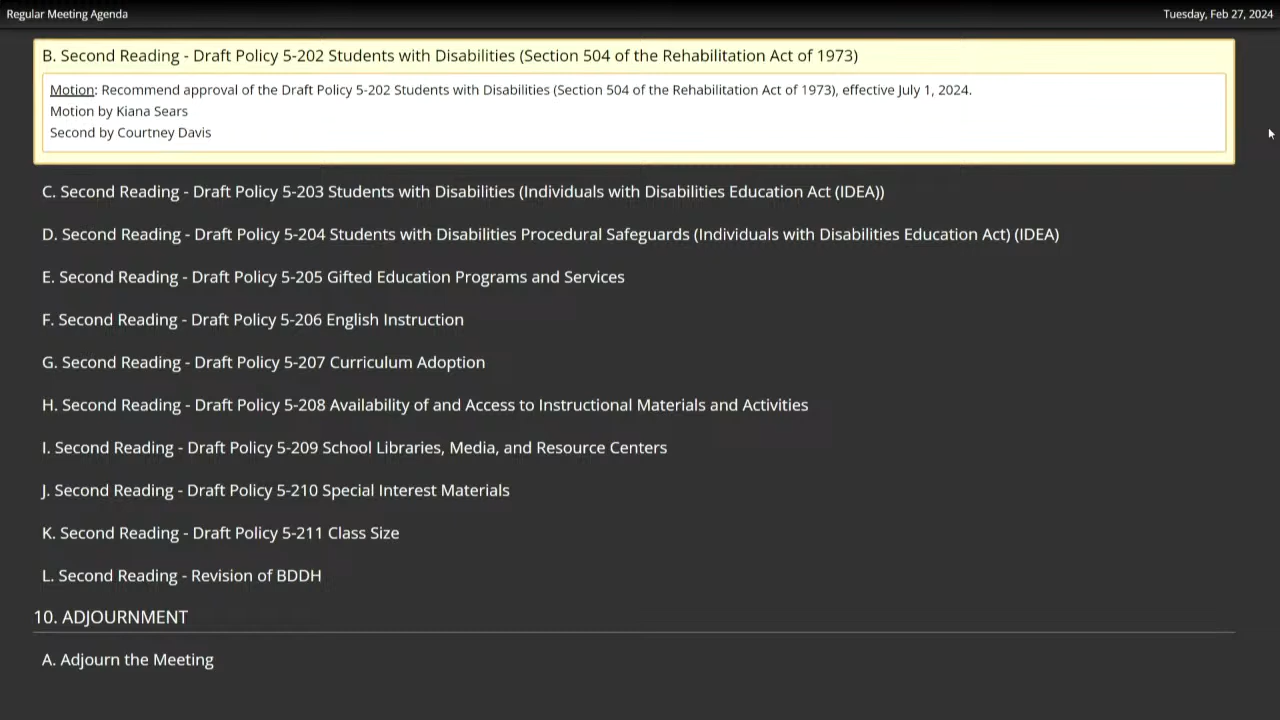 Regular Meeting Agenda
Tuesday, Feb 27, 2024
B. Second Reading - Draft Policy 5-202 Students with Disabilities (Section 504 of the Rehabilitation Act of 1973)
Motion: Recommend approval of the Draft Policy 5-202 Students with Disabilities (Section 504 of the Rehabilitation Act of 1973), effective July 1, 2024.
Motion by Kiana Sears
Second by Courtney Davis
C. Second Reading - Draft Policy 5-203 Students with Disabilities (Individuals with Disabilities Education Act (IDEA))
D. Second Reading - Draft Policy 5-204 Students with Disabilities Procedural Safeguards (Individuals with Disabilities Education Act) (IDEA)
E. Second Reading - Draft Policy 5-205 Gifted Education Programs and Services
F. Second Reading - Draft Policy 5-206 English Instruction
G. Second Reading - Draft Policy 5-207 Curriculum Adoption
H. Second Reading - Draft Policy 5-208 Availability of and Access to Instructional Materials and Activities
I. Second Reading - Draft Policy 5-209 School Libraries, Media, and Resource Centers
J. Second Reading - Draft Policy 5-210 Special Interest Materials
K. Second Reading - Draft Policy 5-211 Class Size
L. Second Reading - Revision of BDDH
10. ADJOURNMENT
A. Adjourn the Meeting